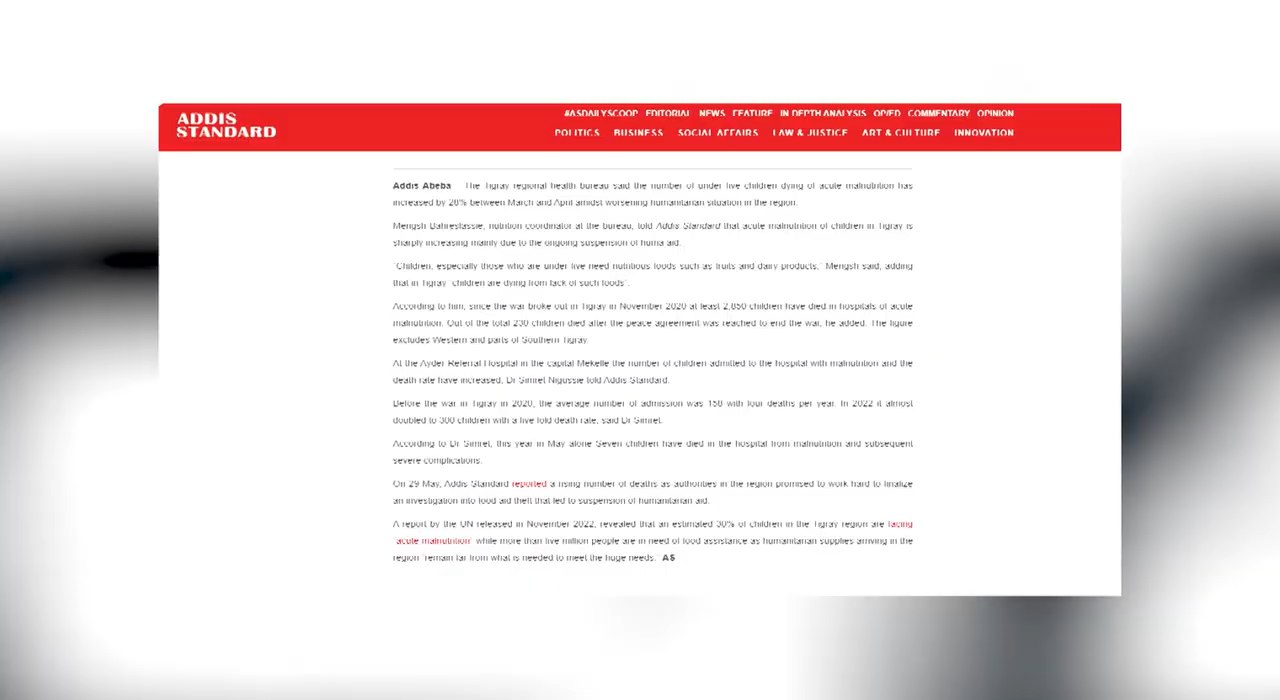 ADDIS
STANDARD
#ASDAILYSCOOP EDITORIAL NEWS FEATURE IN DEPTH ANALYSIS OP/ED COMMENTARY OPINION
POLITICS BUSINESS SOCIAL AFFAIRS LAW & JUSTICE ART & CULTURE INNOVATION
Addis Abeba The Tigray regional health bureau said the number of under five children dying of acute malnutrition has
increased by 28% between March and April amidst worsening humanitarian situation in the region.
Mengsh Bahreslassie, nutrition coordinator at the bureau, told Addis Standard that acute malnutrition of children in Tigray is
sharply increasing mainly due to the ongoing suspension of huma aid.
"Children, especially those who are under five need nutritious foods such as fruits and dairy products," Mengsh said, adding
that in Tigray "children are dying from lack of such foods".
According to him, since the war broke out in Tigray in November 2020 at least 2,850 children have died in hospitals of acute
malnutrition. Out of the total 230 children died after the peace agreement was reached to end the war, he added. The figure
excludes Western and parts of Southern Tigray.
At the Ayder Referral Hospital in the capital Mekelle the number of children admitted to the hospital with malnutrition and the
death rate have increased, Dr Simret Nigussie told Addis Standard.
Before the war in Tigray in 2020, the average number of admission was 158 with four deaths per year. In 2022 it almost
doubled to 300 children with a five fold death rate, said Dr Simret.
According to Dr Simret, this year in May alone Seven children have died in the hospital from malnutrition and subsequent
severe complications.
On 29 May, Addis Standard reported a rising number of deaths as authorities in the region promised to work hard to finalize
an investigation into food aid theft that led to suspension of humanitarian aid.
A report by the UN released in November 2022, revealed that an estimated 30% of children in the Tigray region are facing
"acute malnutrition" while more than five million people are in need of food assistance as humanitarian supplies arriving in the
region "remain far from what is needed to meet the huge needs." AS